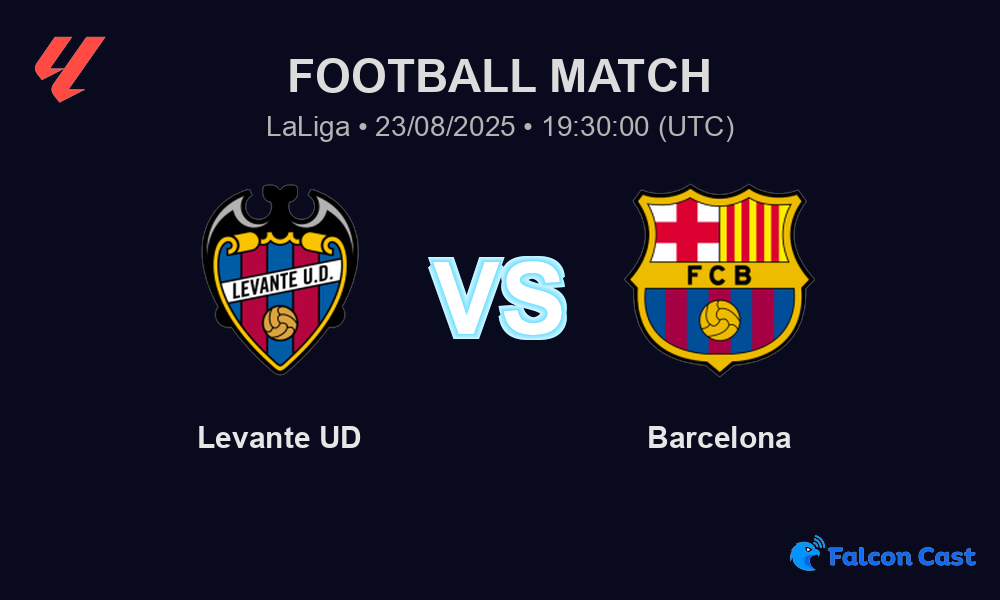 FOOTBALL MATCH
LaLiga • 23/08/2025 • 19:30:00 (UTC)
LEVANTE U.D.
FCB
VS
Levante UD
Barcelona
Falcon Cast